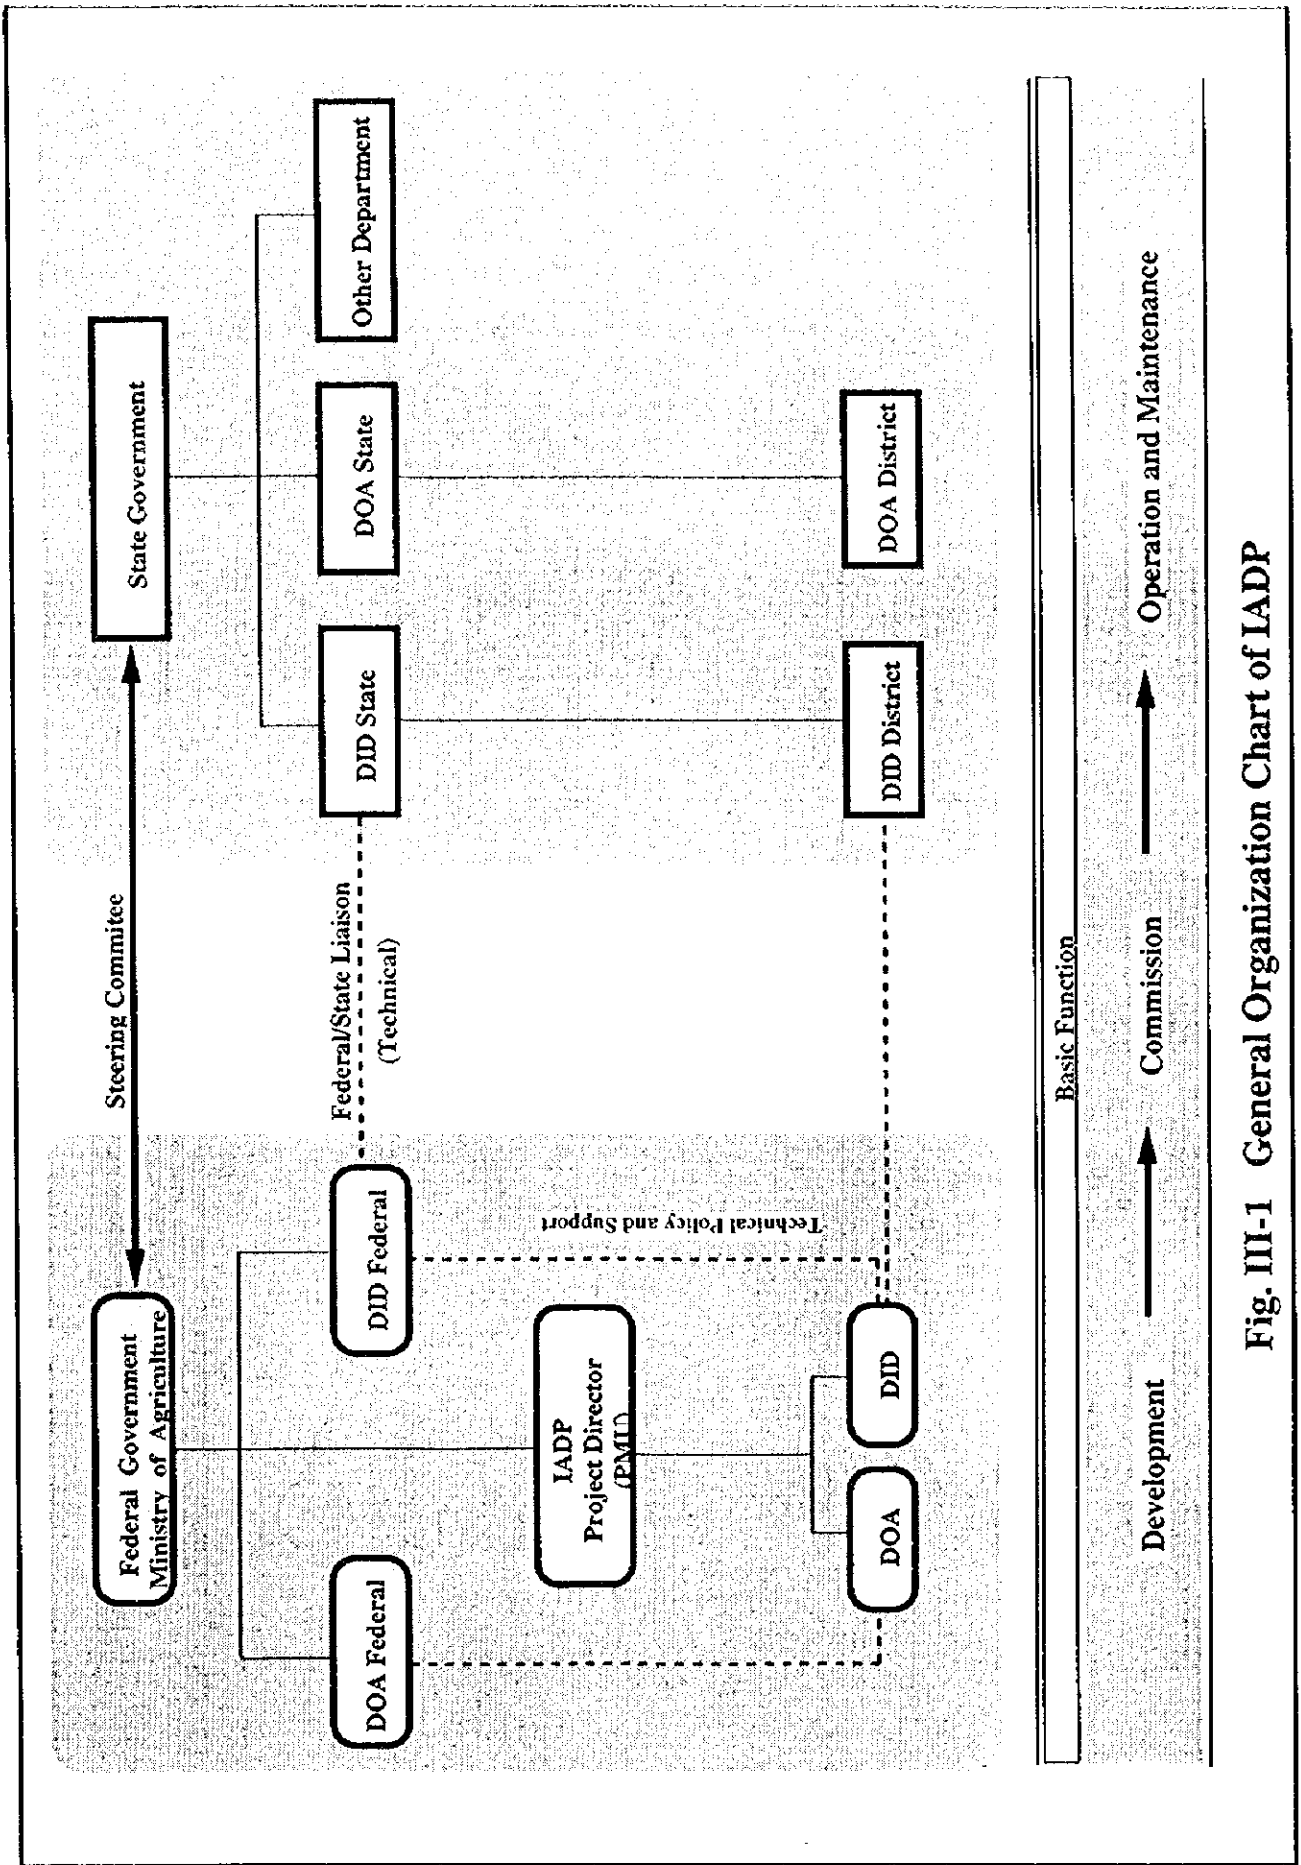 Steering Commitee
Federal Government
Ministry of Agriculture
State Government
DOA Federal
DID Federal
Federal/State Liaison
(Technical)
DID State
DOA State
Other Department
IADP
Project Director
(PMU)
Technical Policy and Support
DOA
DID
DID District
DOA District
Basic Function
Development
Commission
Operation and Maintenance
Fig. III-1 General Organization Chart of IADP